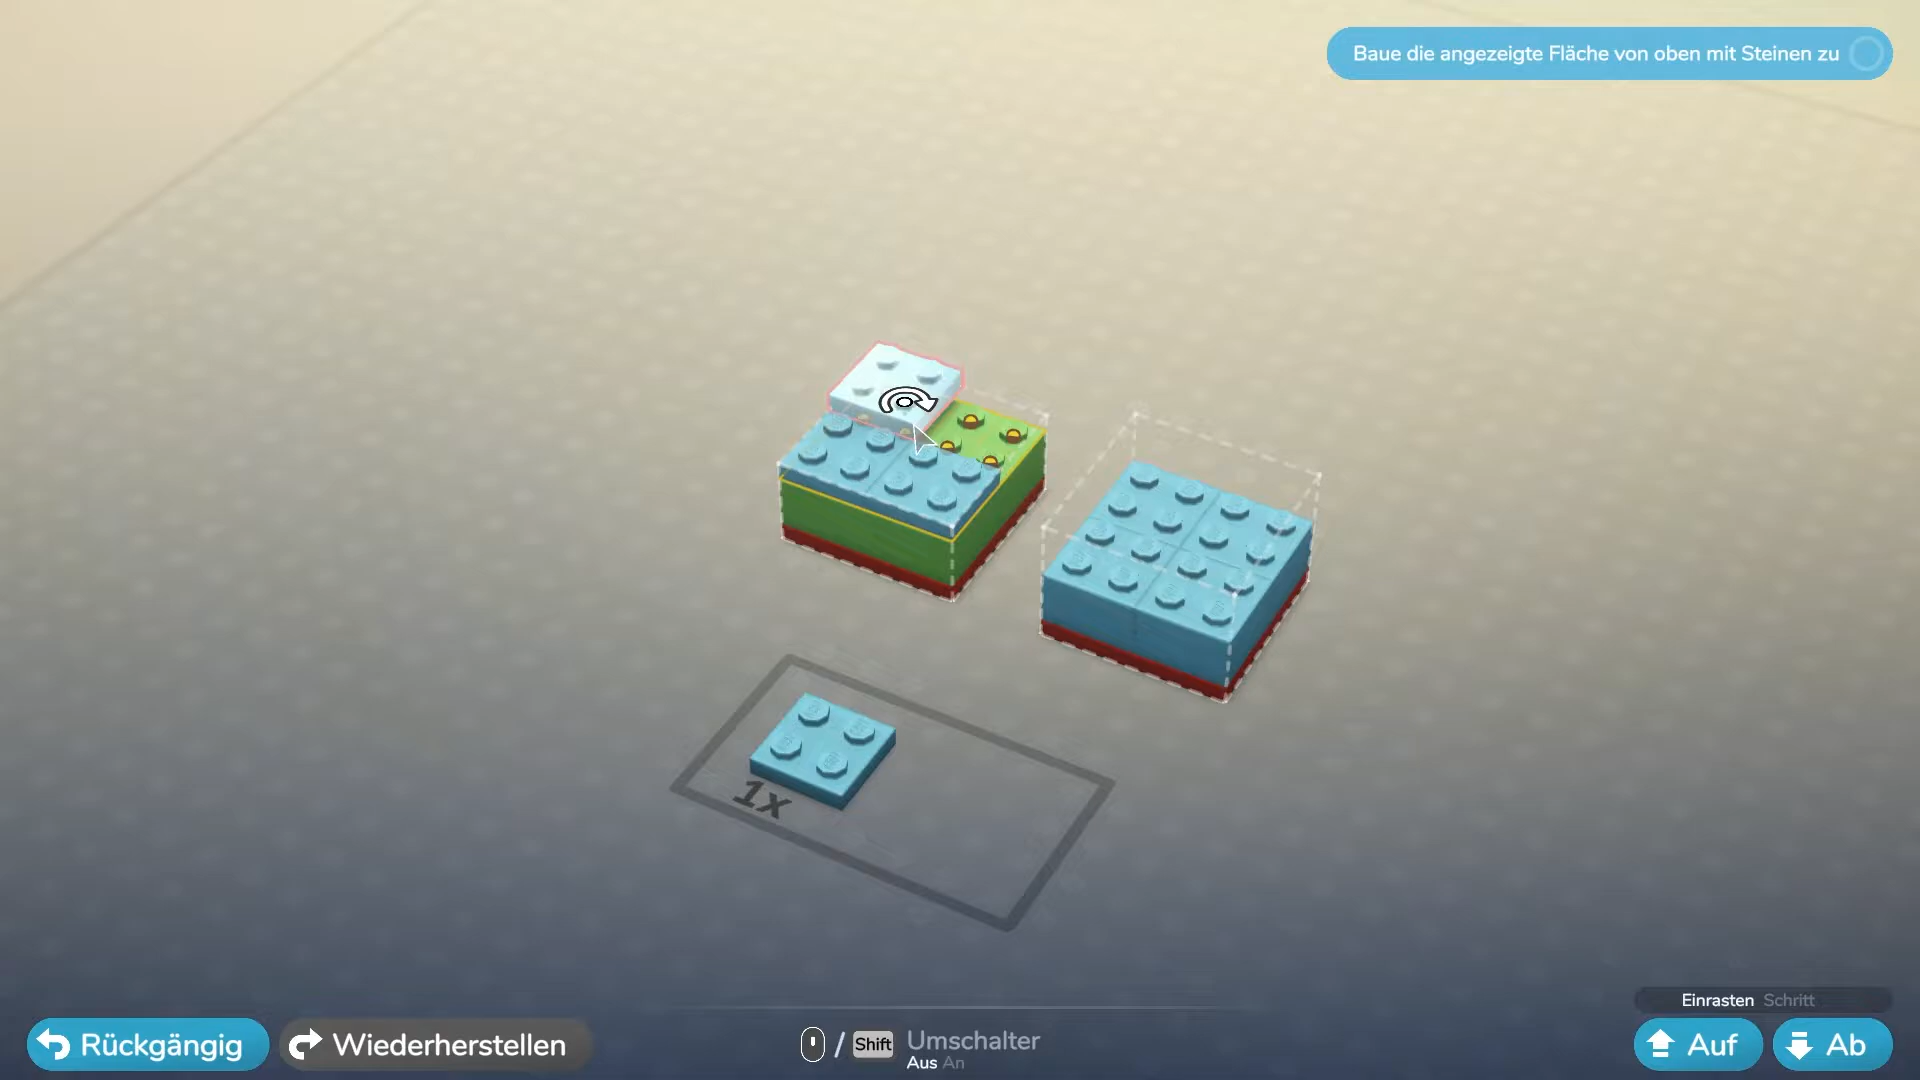 Baue die angezeigte Fläche von oben mit Steinen zu
1x
Einrasten Schritt
Rückgängig
Wiederherstellen
/ Shift Umschalter
Aus An
Auf
Ab